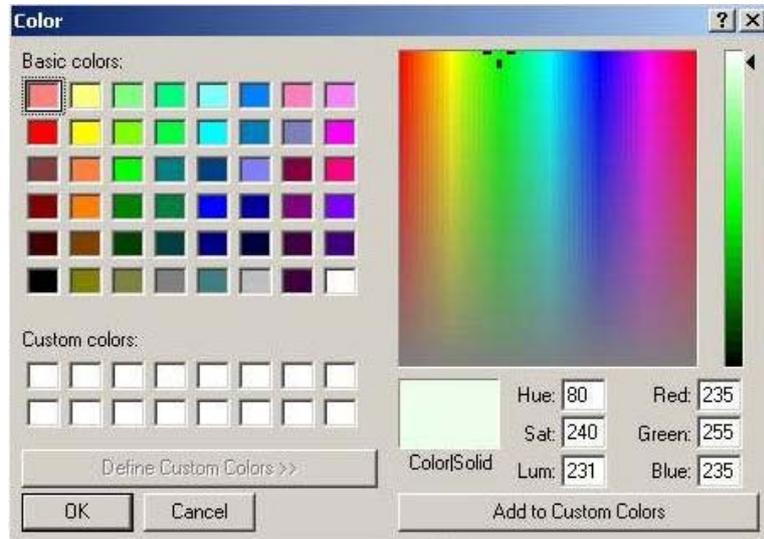 Color
Basic colors:
Custom colors:
Define Custom Colors >>
OK Cancel
Color|Solid
Hue: 80 Red: 235
Sat: 240 Green: 255
Lum: 231 Blue: 235
Add to Custom Colors